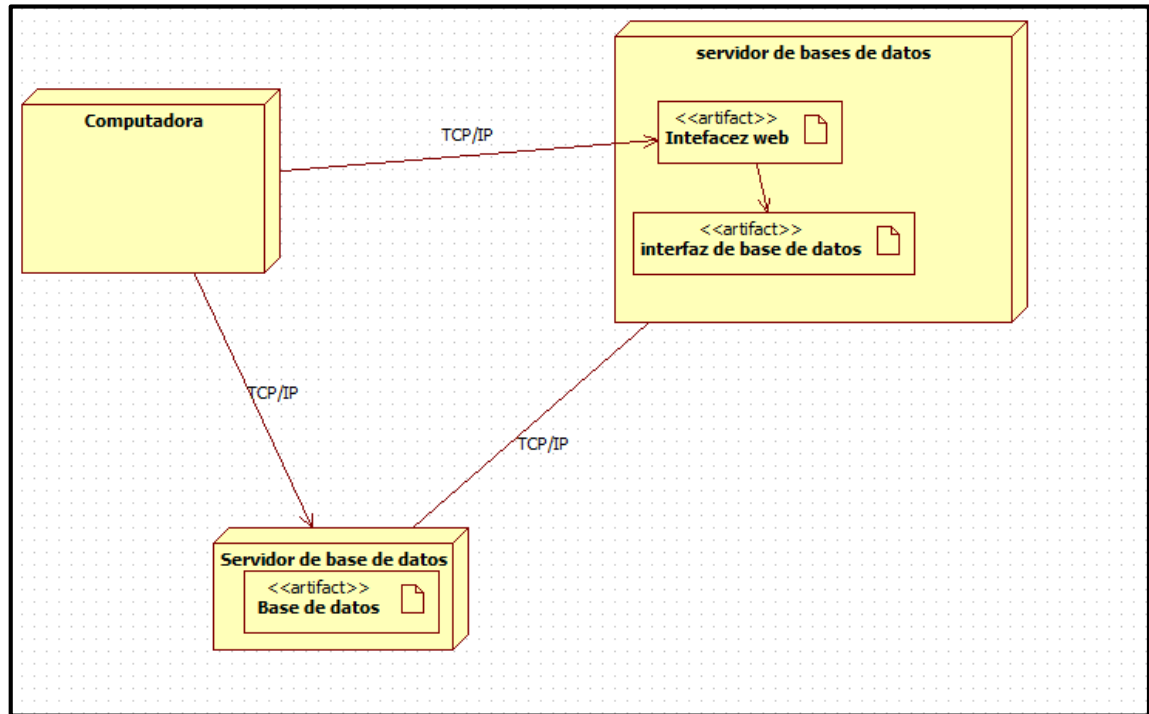 servidor de bases de datos
Computadora
<<artifact>>
Intefacez web
TCP/IP
<<artifact>>
interfaz de base de datos
TCP/IP
TCP/IP
Servidor de base de datos
<<artifact>>
Base de datos